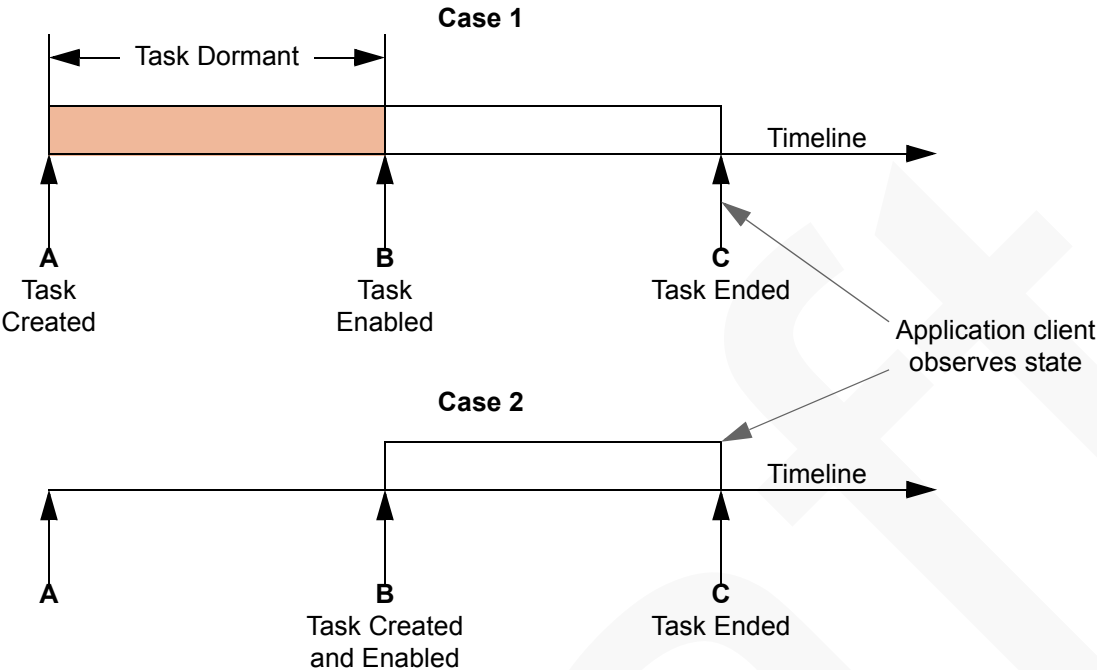 Case 1
Task Dormant
Timeline
A
Task
Created
B
Task
Enabled
C
Task Ended
Application client
observes state
Case 2
Timeline
A
B
Task Created
and Enabled
C
Task Ended